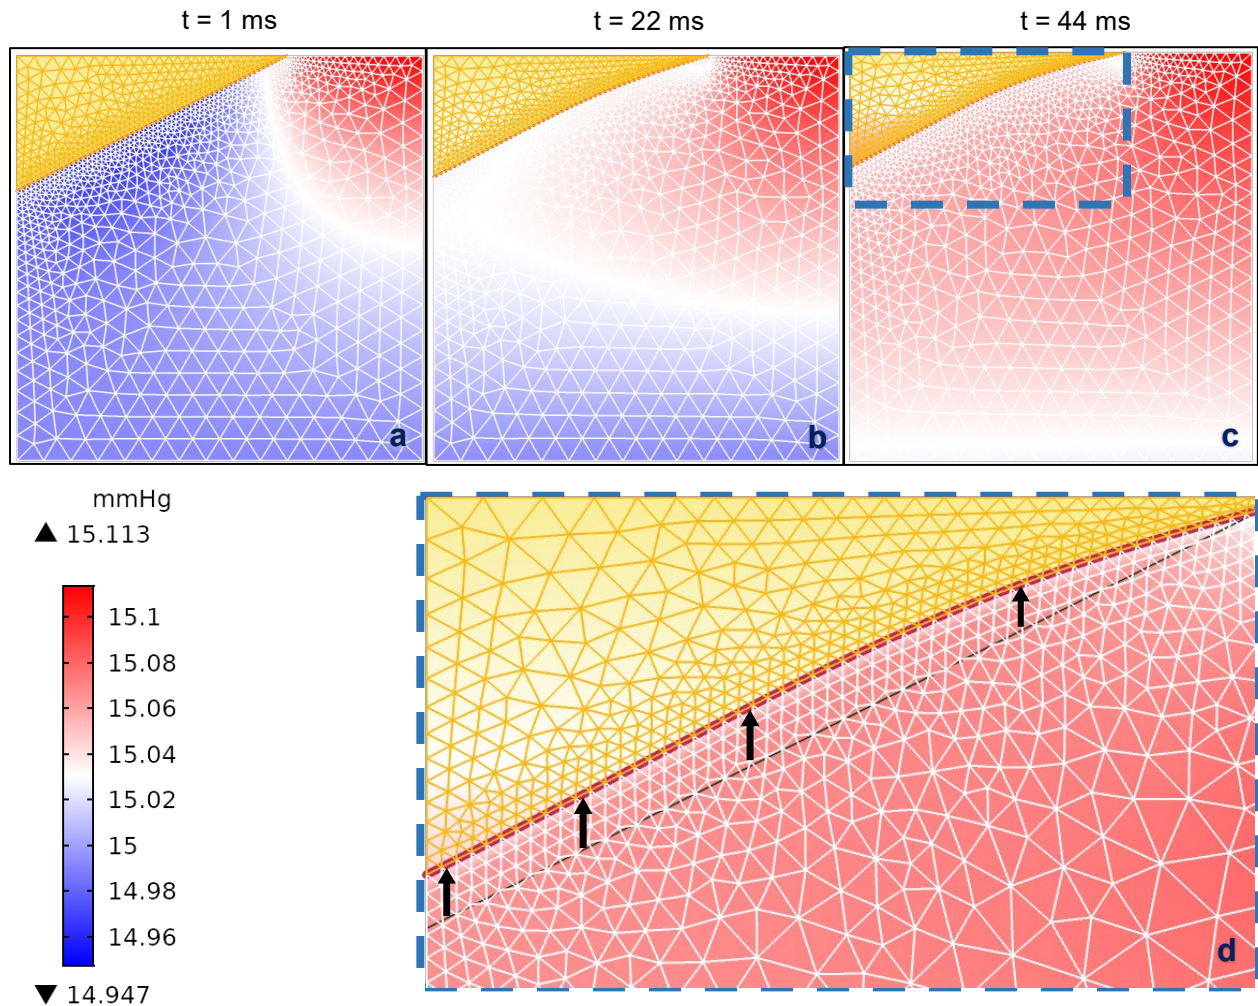 t = 1 ms
t = 22 ms
t = 44 ms
a
b
c
mmHg
▲ 15.113
15.1
15.08
15.06
15.04
15.02
15
14.98
14.96
▼ 14.947
d